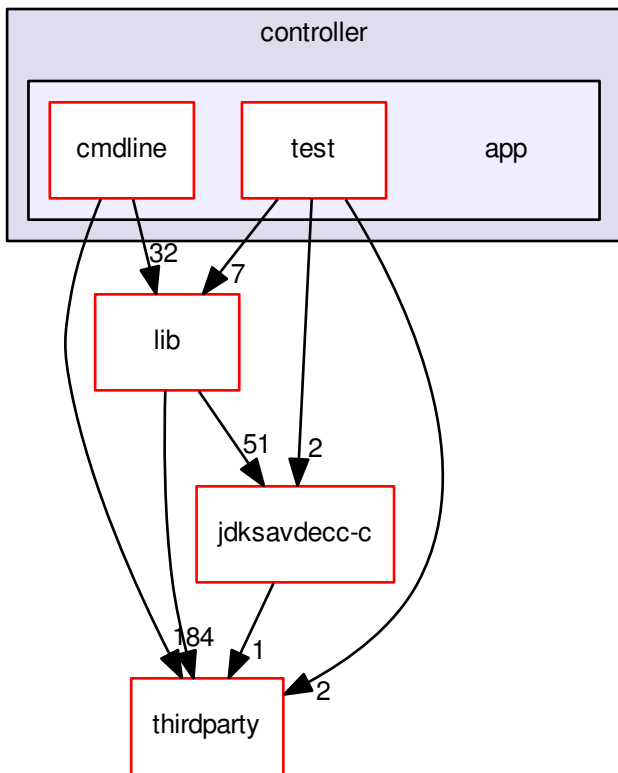 controller
cmdline
test
app
32
7
lib
51
2
jdksavdecc-c
184
1
2
thirdparty